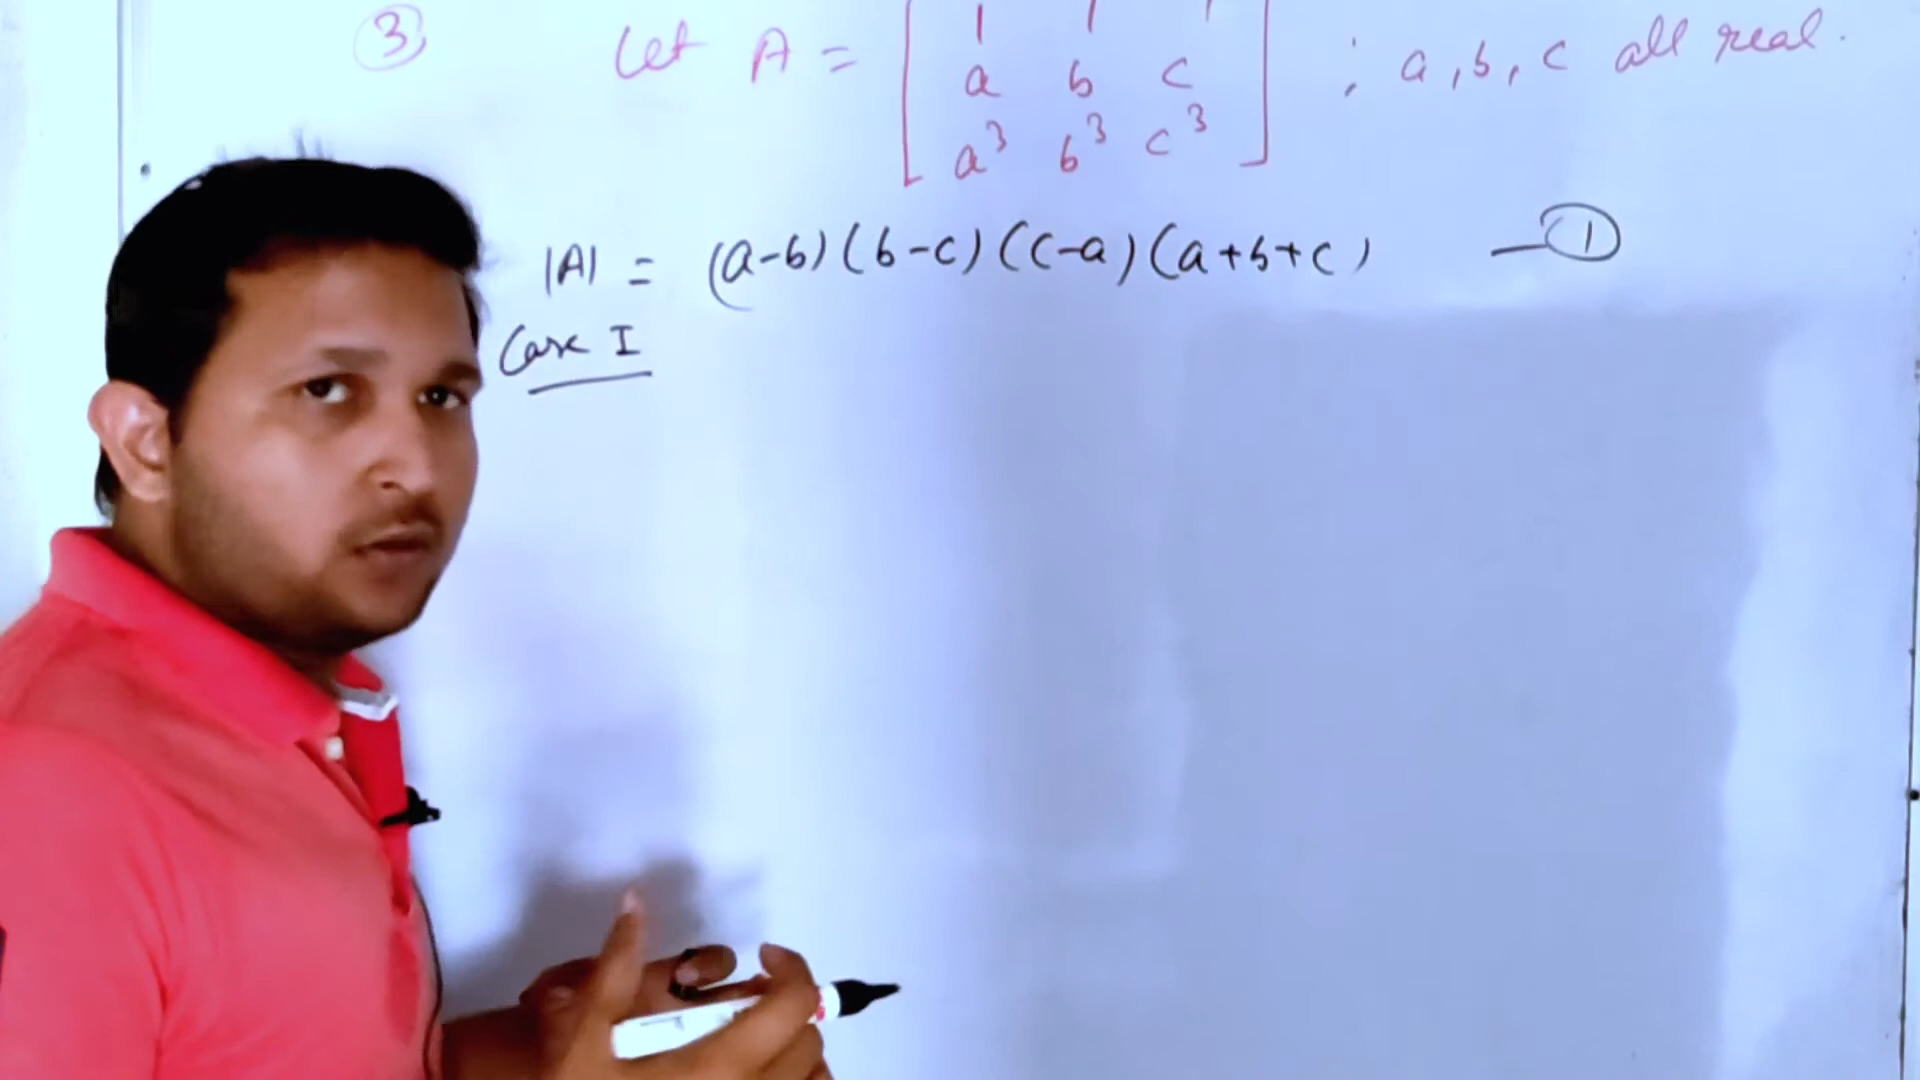 ③ Let A = [ 1 1 1 ; a, b, c all real.
a b c
a³ b³ c³ ]
|A| = (a-b)(b-c)(c-a)(a+b+c) —①
Case I